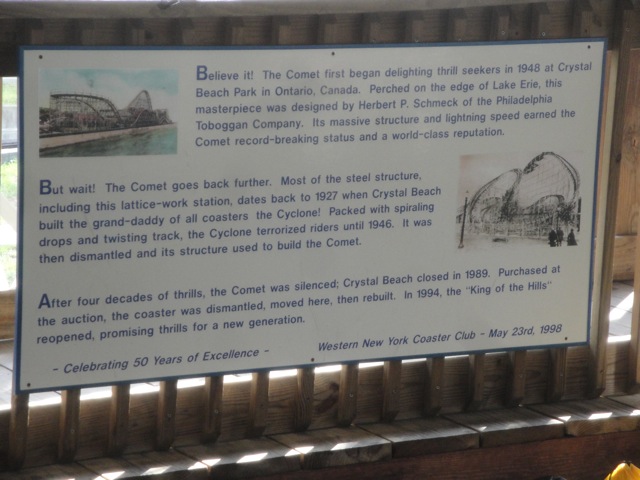 Believe it! The Comet first began delighting thrill seekers in 1948 at Crystal
Beach Park in Ontario, Canada. Perched on the edge of Lake Erie, this
masterpiece was designed by Herbert P. Schmeck of the Philadelphia
Toboggan Company. Its massive structure and lightning speed earned the
Comet record-breaking status and a world-class reputation.
But wait! The Comet goes back further. Most of the steel structure,
including this lattice-work station, dates back to 1927 when Crystal Beach
built the grand-daddy of all coasters the Cyclone! Packed with spiraling
drops and twisting track, the Cyclone terrorized riders until 1946. It was
then dismantled and its structure used to build the Comet.
After four decades of thrills, the Comet was silenced; Crystal Beach closed in 1989. Purchased at
the auction, the coaster was dismantled, moved here, then rebuilt. In 1994, the "King of the Hills"
reopened, promising thrills for a new generation.
- Celebrating 50 Years of Excellence -
Western New York Coaster Club - May 23rd, 1998